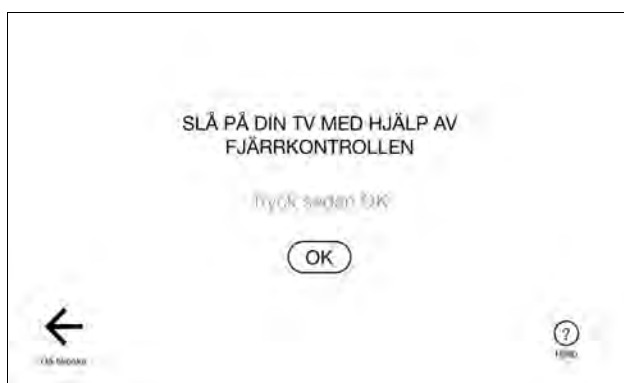 SLÅ PÅ DIN TV MED HJÄLP AV
FJÄRRKONTROLLEN
Tryck sedan OK
OK
?